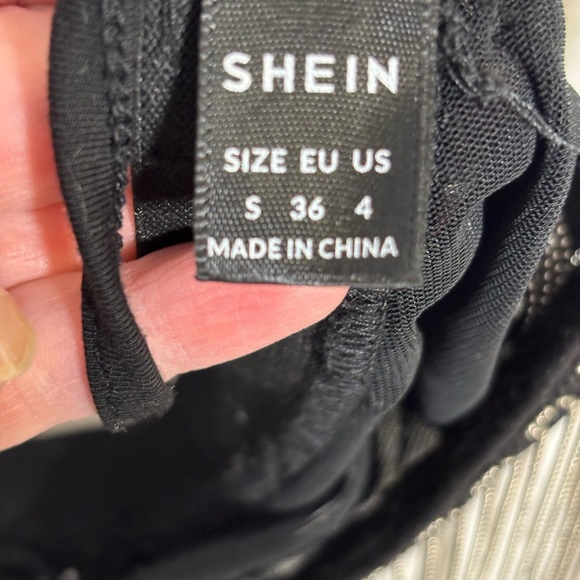 SHEIN
SIZE EU US
S 36 4
MADE IN CHINA